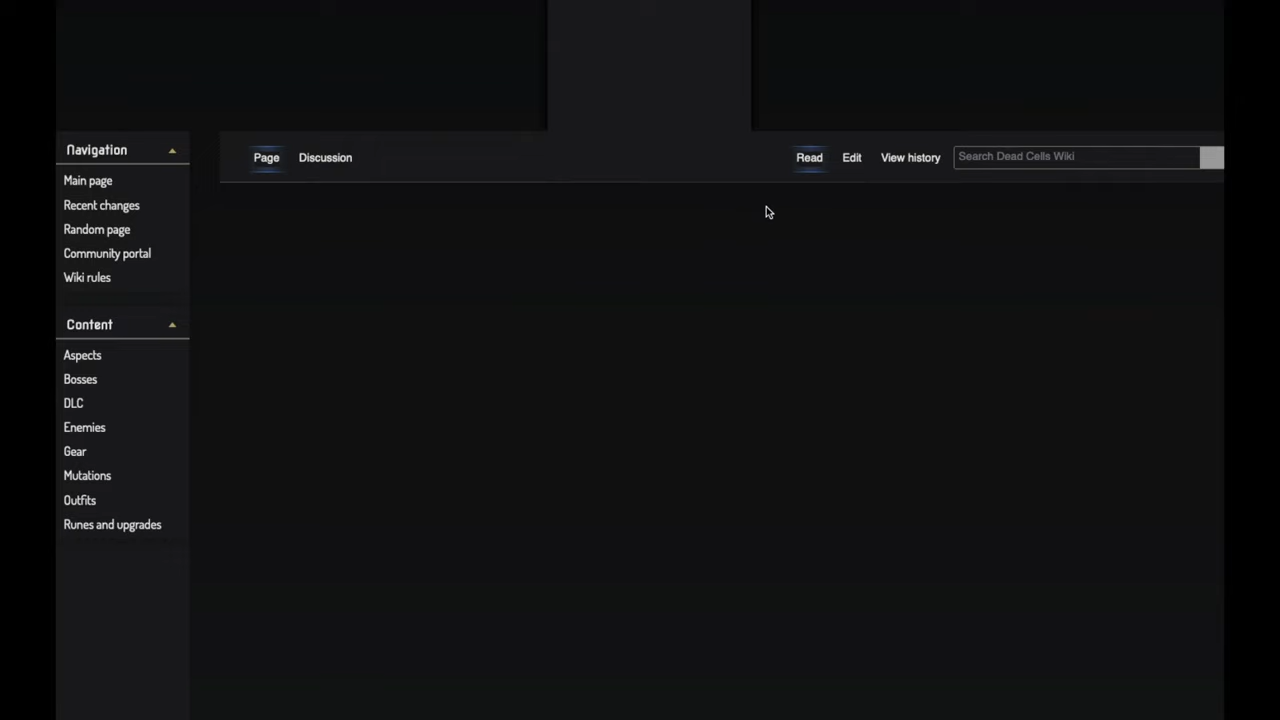 Navigation
Page Discussion Read Edit View history Search Dead Cells Wiki
Main page
Recent changes
Random page
Community portal
Wiki rules
Content
Aspects
Bosses
DLC
Enemies
Gear
Mutations
Outfits
Runes and upgrades